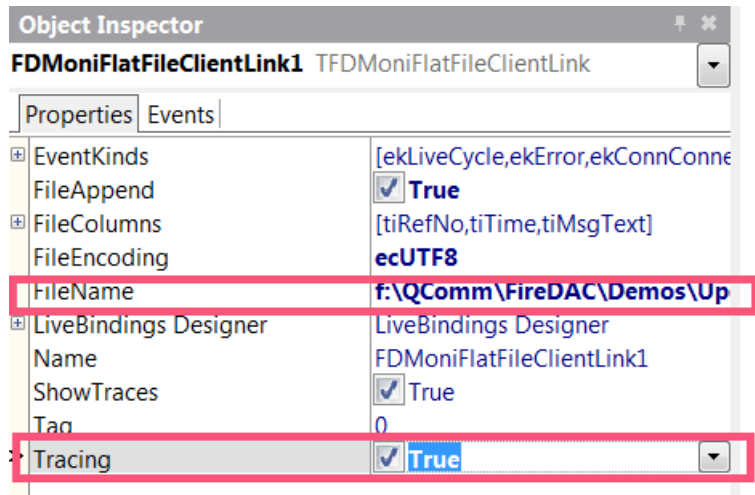 Object Inspector
FDMoniFlatFileClientLink1 TFDMoniFlatFileClientLink
Properties Events
EventKinds [ekLiveCycle,ekError,ekConnConne
FileAppend True
FileColumns [tiRefNo,tiTime,tiMsgText]
FileEncoding ecUTF8
FileName f:\QComm\FireDAC\Demos\Up
LiveBindings Designer LiveBindings Designer
Name FDMoniFlatFileClientLink1
ShowTraces True
Tag 0
Tracing True